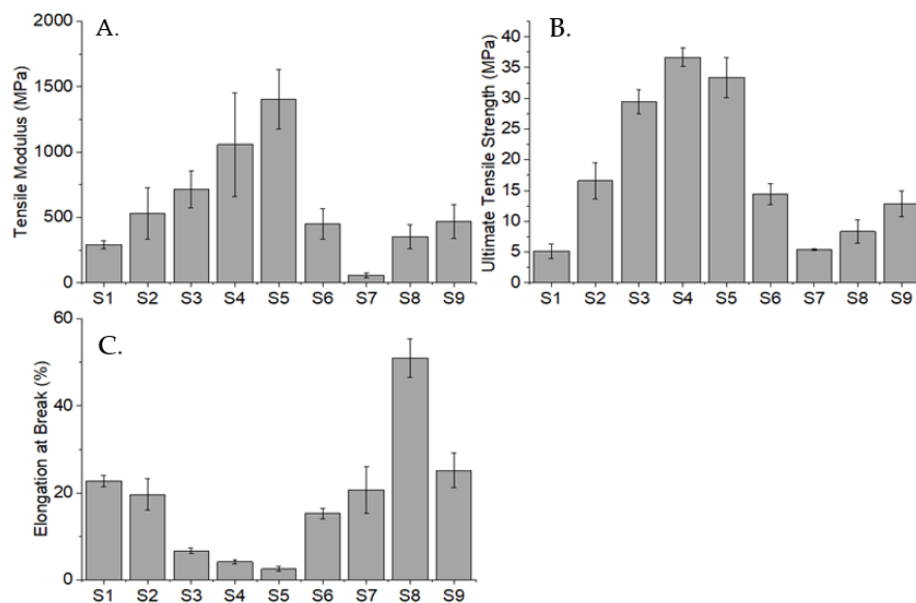 A.
Tensile Modulus (MPa)
2000
1500
1000
500
0
S1 S2 S3 S4 S5 S6 S7 S8 S9
B.
Ultimate Tensile Strength (MPa)
40
35
30
25
20
15
10
5
0
S1 S2 S3 S4 S5 S6 S7 S8 S9
C.
Elongation at Break (%)
60
40
20
0
S1 S2 S3 S4 S5 S6 S7 S8 S9